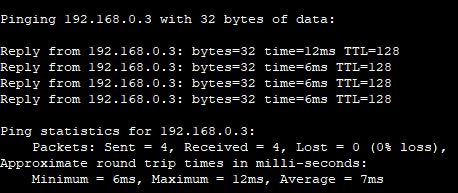 Pinging 192.168.0.3 with 32 bytes of data:
Reply from 192.168.0.3: bytes=32 time=12ms TTL=128
Reply from 192.168.0.3: bytes=32 time=6ms TTL=128
Reply from 192.168.0.3: bytes=32 time=6ms TTL=128
Reply from 192.168.0.3: bytes=32 time=6ms TTL=128
Ping statistics for 192.168.0.3:
Packets: Sent = 4, Received = 4, Lost = 0 (0% loss),
Approximate round trip times in milli-seconds:
Minimum = 6ms, Maximum = 12ms, Average = 7ms